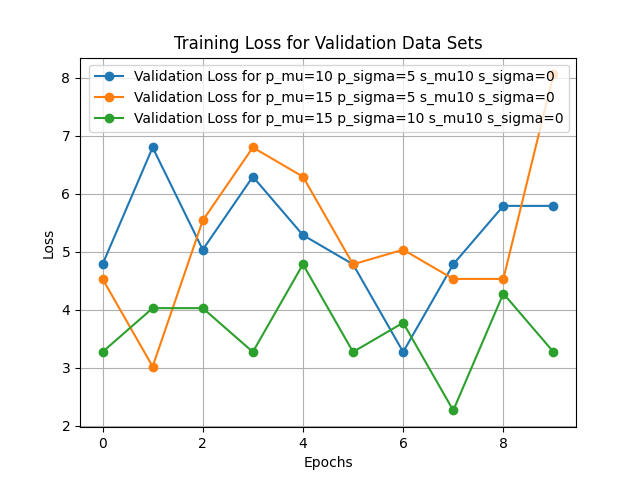 Training Loss for Validation Data Sets
Validation Loss for p_mu=10 p_sigma=5 s_mu10 s_sigma=0
Validation Loss for p_mu=15 p_sigma=5 s_mu10 s_sigma=0
Validation Loss for p_mu=15 p_sigma=10 s_mu10 s_sigma=0
8
7
6
5
4
3
2
Loss
0 2 4 6 8
Epochs